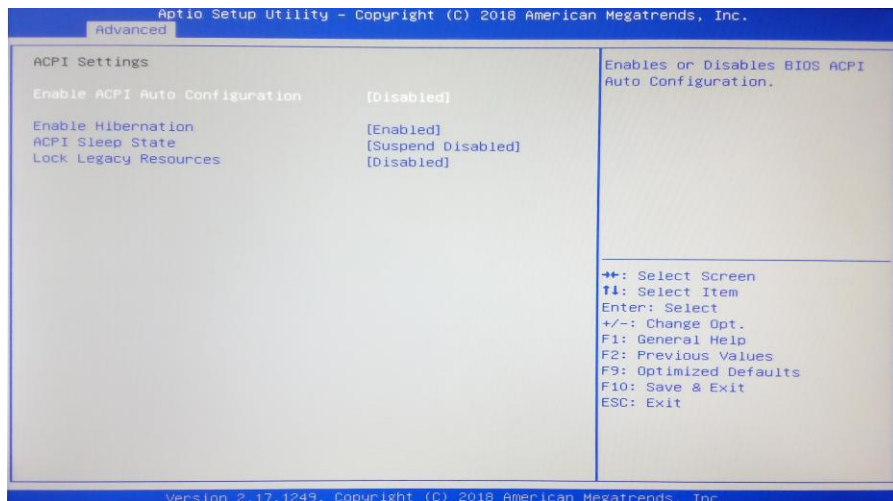 Aptio Setup Utility – Copyright (C) 2018 American Megatrends, Inc.
Advanced
ACPI Settings
Enable ACPI Auto Configuration [Disabled]
Enable Hibernation [Enabled]
ACPI Sleep State [Suspend Disabled]
Lock Legacy Resources [Disabled]
Enables or Disables BIOS ACPI
Auto Configuration.
→←: Select Screen
↑↓: Select Item
Enter: Select
+/-: Change Opt.
F1: General Help
F2: Previous Values
F9: Optimized Defaults
F10: Save & Exit
ESC: Exit
Version 2.17.1249. Copyright (C) 2018 American Megatrends, Inc.